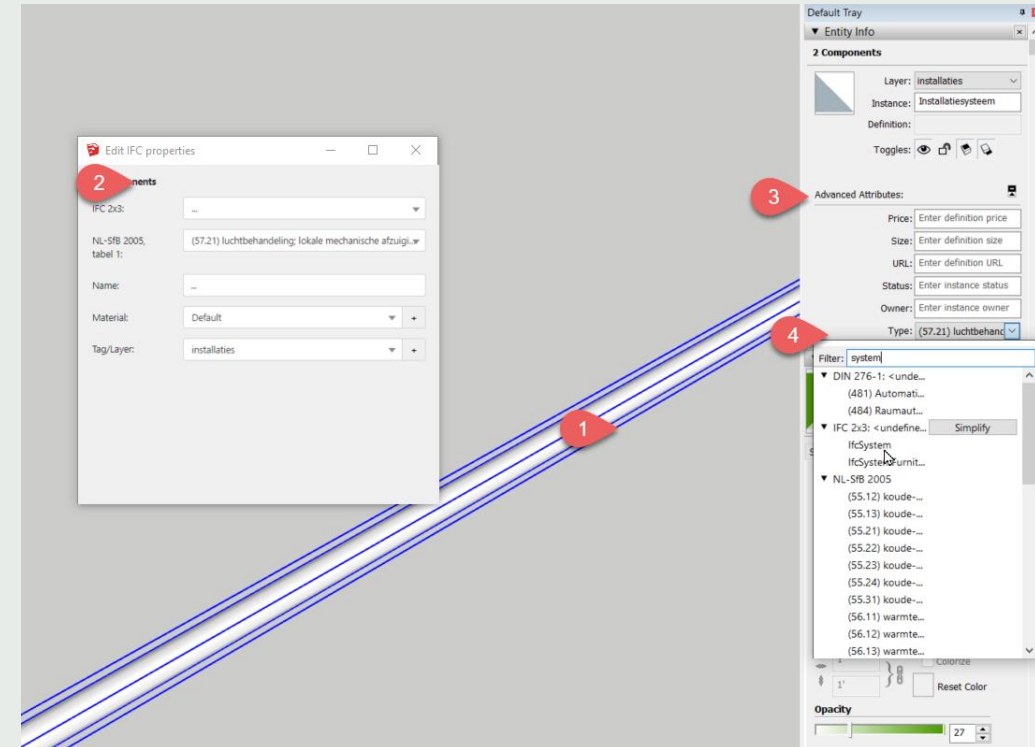 Default Tray
▼ Entity Info
2 Components
Layer: installaties
Instance: Installatiesysteem
Definition:
Toggles:
3
Advanced Attributes:
Price: Enter definition price
Size: Enter definition size
URL: Enter definition URL
Status: Enter instance status
Owner: Enter instance owner
4
Type: (57.21) luchtbehanc
Filter: system
▼ DIN 276-1: <unde...
(481) Automati...
(484) Raumaut...
▼ IFC 2x3: <undefine... Simplify
IfcSystem
▼ NL-SfB 2005
(55.12) koude-...
(55.13) koude-...
(55.21) koude-...
(55.22) koude-...
(55.23) koude-...
(55.24) koude-...
(55.31) koude-...
(56.11) warmte...
(56.12) warmte...
(56.13) warmte...
Colorize
1'
Reset Color
Opacity
27
Edit IFC properties
2
nents
IFC 2x3: ...
NL-SfB 2005, tabel 1: (57.21) luchtbehandeling; lokale mechanische afzuigi..
Name: ...
Material: Default +
Tag/Layer: installaties +
1